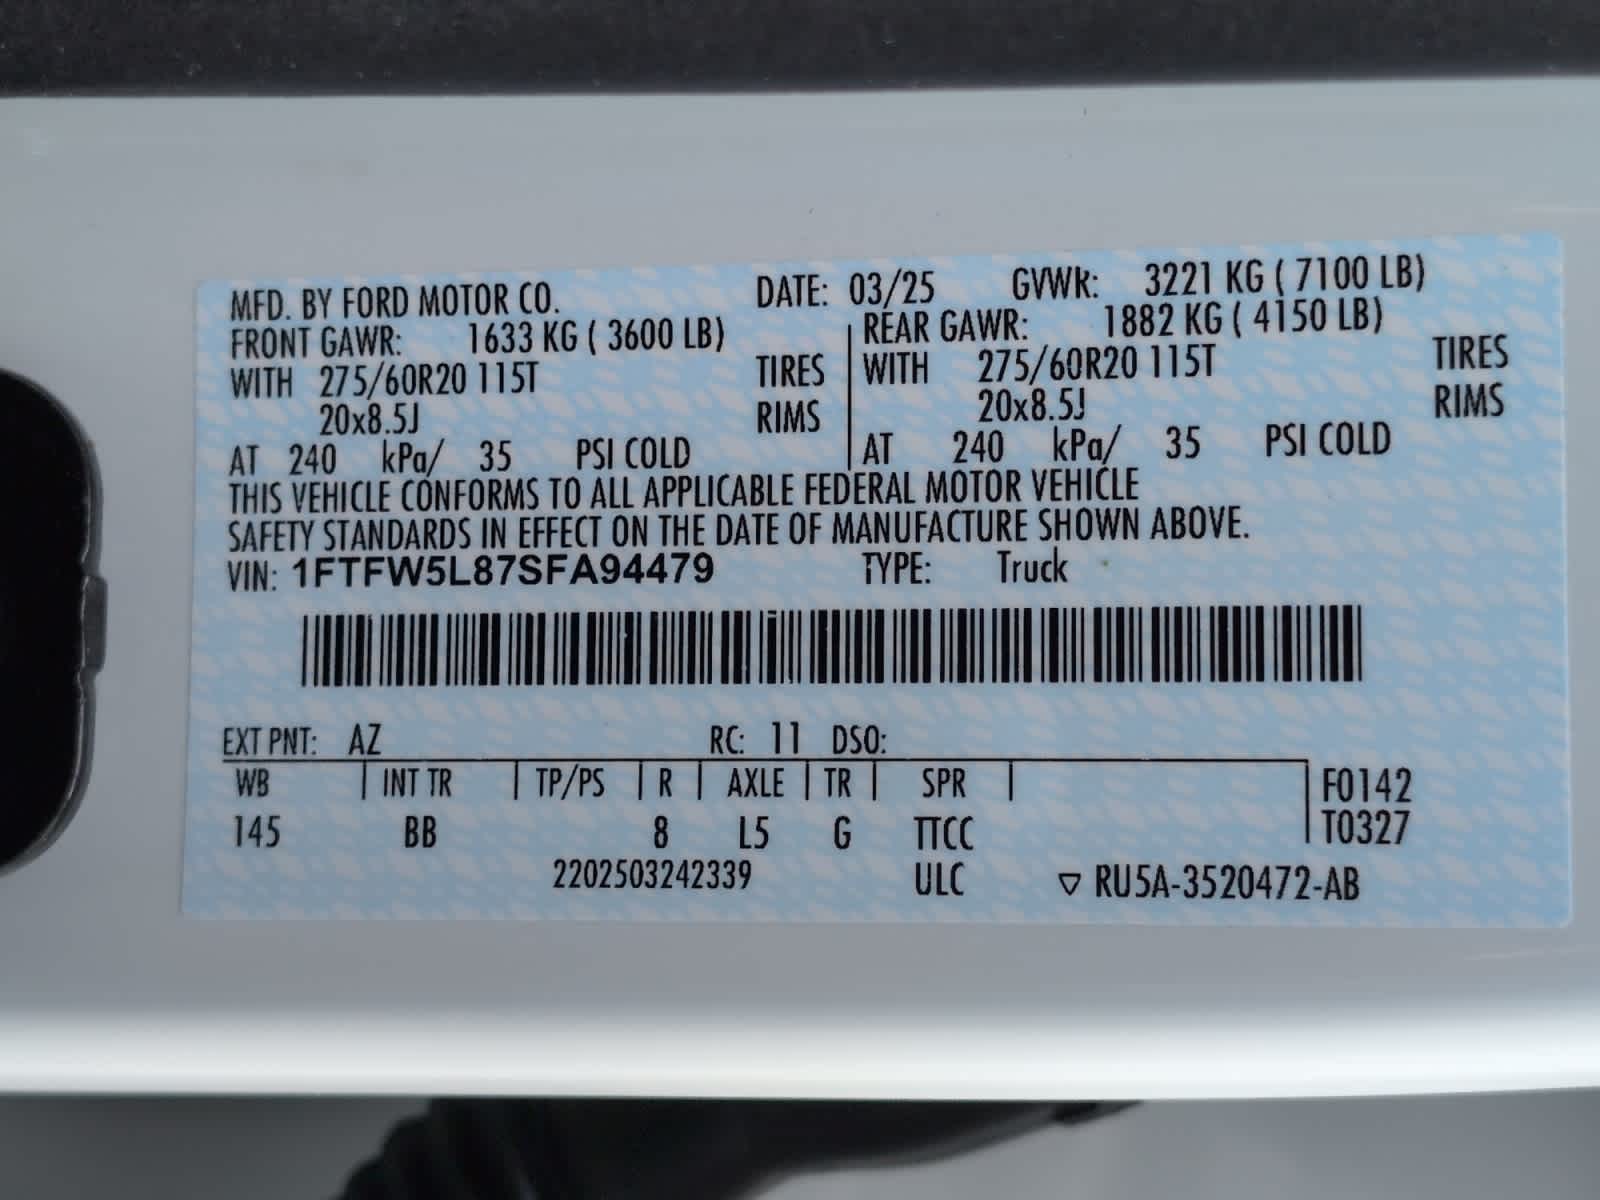 MFD. BY FORD MOTOR CO. DATE: 03/25 GVWR: 3221 KG ( 7100 LB)
FRONT GAWR: 1633 KG ( 3600 LB) REAR GAWR: 1882 KG ( 4150 LB)
WITH 275/60R20 115T TIRES WITH 275/60R20 115T TIRES
20x8.5J RIMS 20x8.5J RIMS
AT 240 kPa/ 35 PSI COLD AT 240 kPa/ 35 PSI COLD
THIS VEHICLE CONFORMS TO ALL APPLICABLE FEDERAL MOTOR VEHICLE
SAFETY STANDARDS IN EFFECT ON THE DATE OF MANUFACTURE SHOWN ABOVE.
VIN: 1FTFW5L87SFA94479 TYPE: Truck
EXT PNT: AZ RC: 11 DSO:
WB INT TR TP/PS R AXLE TR SPR F0142
145 BB 8 L5 G TTCC T0327
2202503242339 ULC ▽ RU5A-3520472-AB